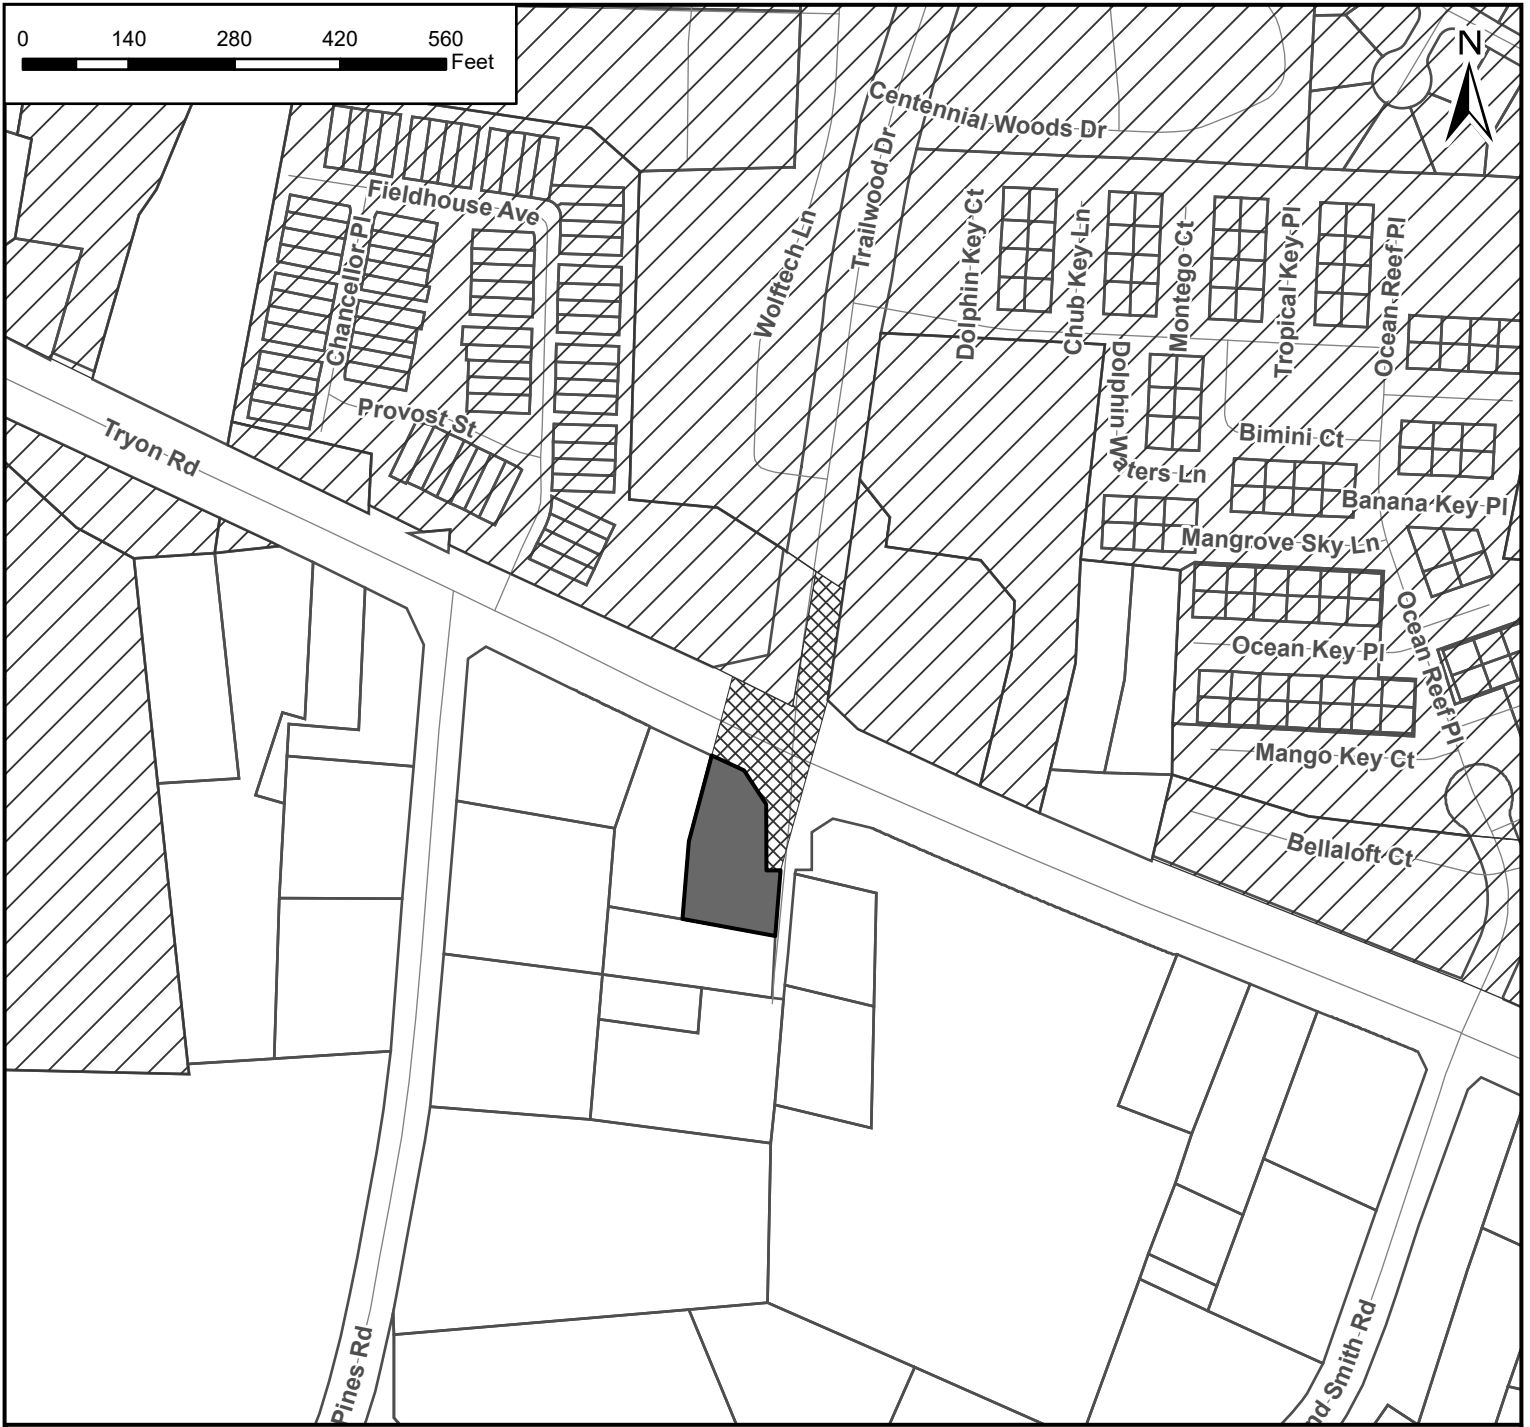 0 140 280 420 560
Feet
N
Centennial Woods Dr
Fieldhouse Ave
Chancellor Pl
Provost St
Tryon Rd
Wolftech Ln
Trailwood Dr
Dolphin Key Ct
Chub Key Ln
Montego Ct
Tropical Key Pl
Ocean Reef Pl
Dolphin Waters Ln
Bimini Ct
Banana Key Pl
Mangrove Sky Ln
Ocean Key Pl
Ocean Reef Pl
Mango Key Ct
Bellaloft Ct
Pines Rd
nd Smith Rd